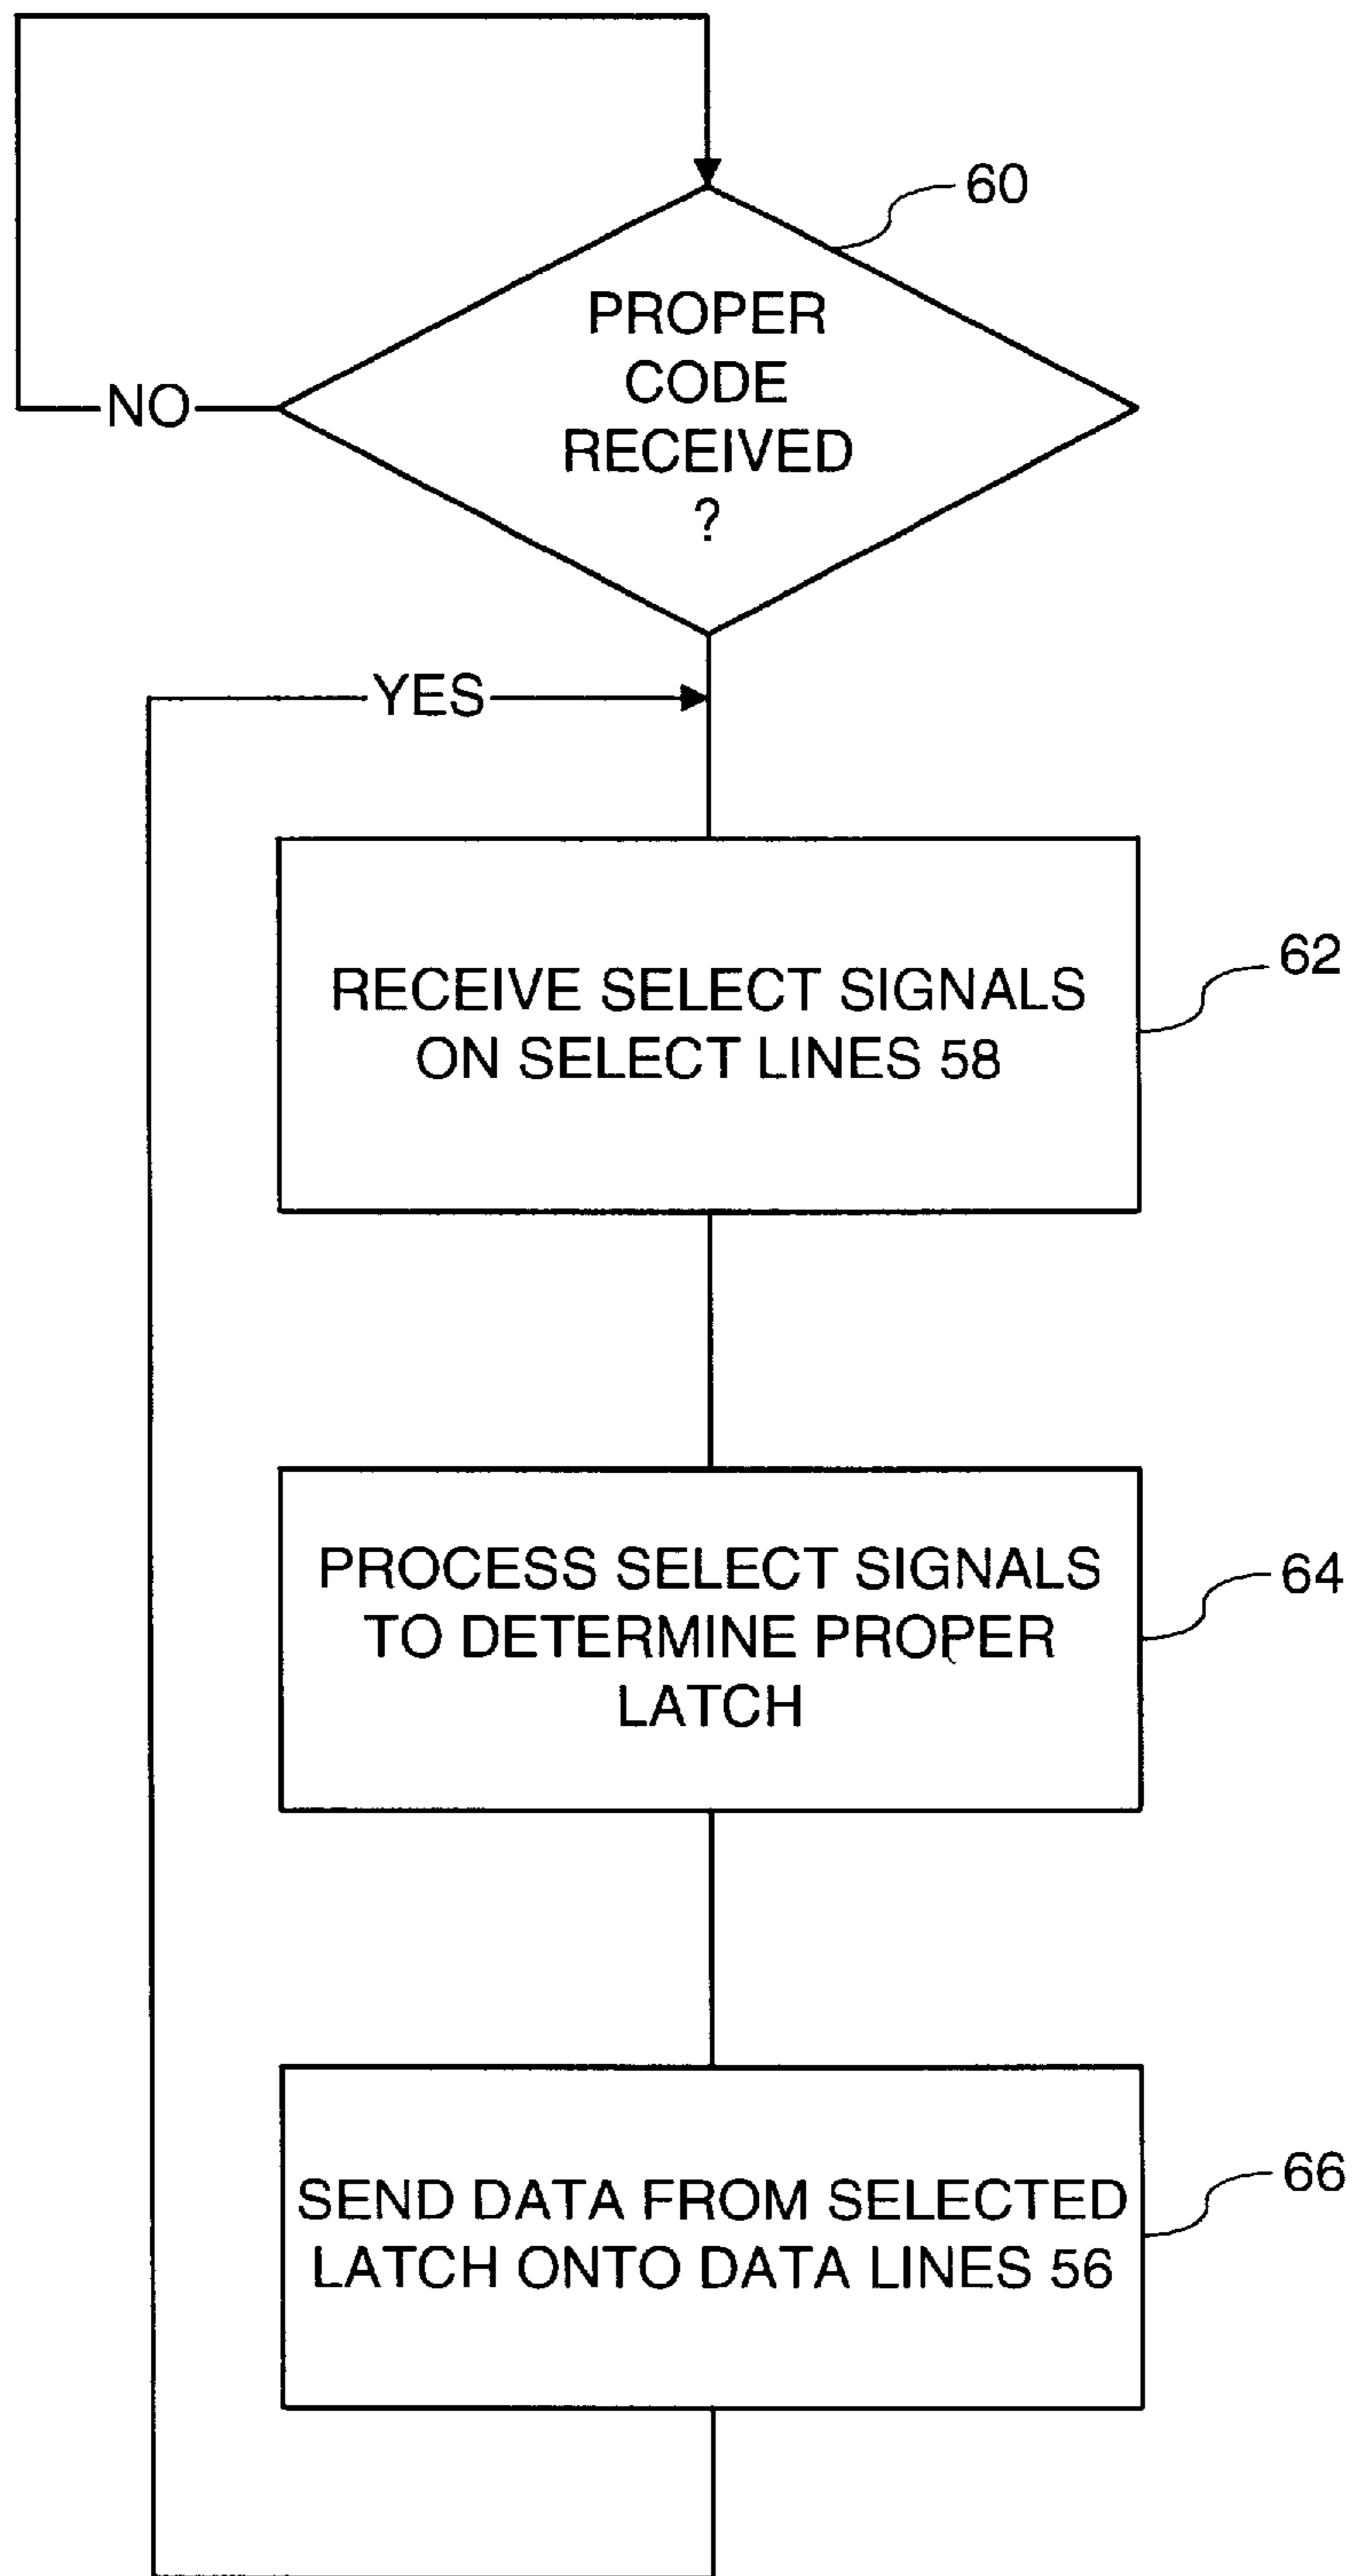 60
PROPER
CODE
RECEIVED
?
NO
YES
RECEIVE SELECT SIGNALS
ON SELECT LINES 58
62
PROCESS SELECT SIGNALS
TO DETERMINE PROPER
LATCH
64
SEND DATA FROM SELECTED
LATCH ONTO DATA LINES 56
66